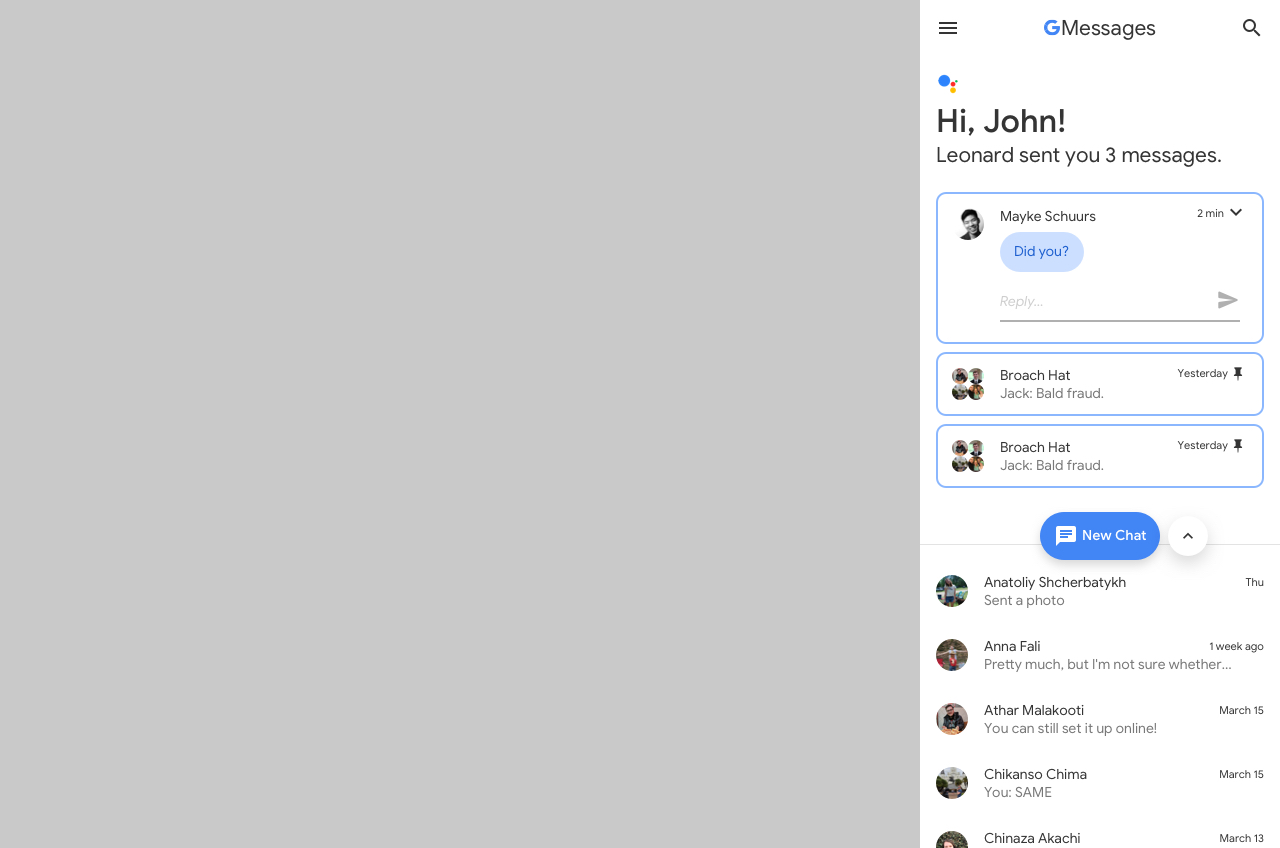 GMessages
Hi, John!
Leonard sent you 3 messages.
Mayke Schuurs
2 min
Did you?
Reply...
Broach Hat
Yesterday
Jack: Bald fraud.
Broach Hat
Yesterday
Jack: Bald fraud.
New Chat
Anatoliy Shcherbatykh
Thu
Sent a photo
Anna Fali
1 week ago
Pretty much, but I'm not sure whether...
Athar Malakooti
March 15
You can still set it up online!
Chikanso Chima
March 15
You: SAME
Chinaza Akachi
March 13